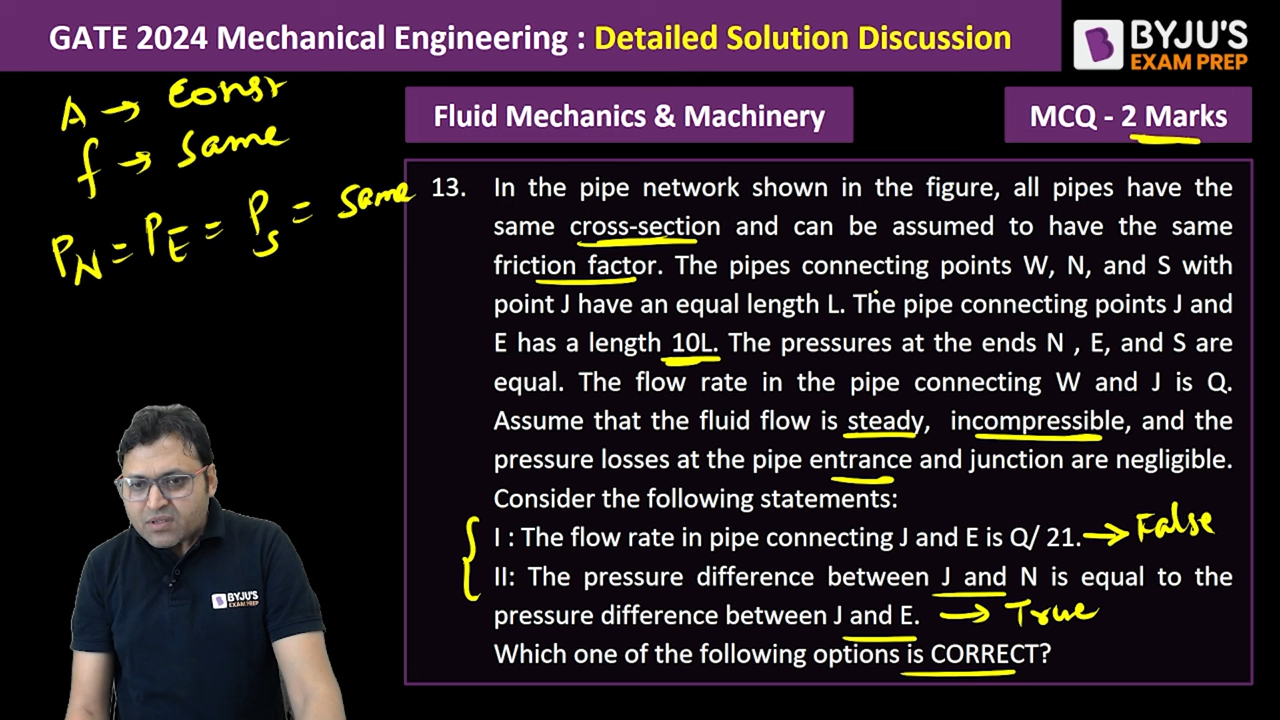 GATE 2024 Mechanical Engineering : Detailed Solution Discussion
BYJU'S
EXAM PREP
A → Const
f → Same
P_N = P_E = P_S = Same
Fluid Mechanics & Machinery
MCQ - 2 Marks
13. In the pipe network shown in the figure, all pipes have the
same cross-section and can be assumed to have the same
friction factor. The pipes connecting points W, N, and S with
point J have an equal length L. The pipe connecting points J and
E has a length 10L. The pressures at the ends N , E, and S are
equal. The flow rate in the pipe connecting W and J is Q.
Assume that the fluid flow is steady, incompressible, and the
pressure losses at the pipe entrance and junction are negligible.
Consider the following statements:
I : The flow rate in pipe connecting J and E is Q/ 21. → False
II: The pressure difference between J and N is equal to the
pressure difference between J and E. → True
Which one of the following options is CORRECT?
BYJU'S
EXAM PREP